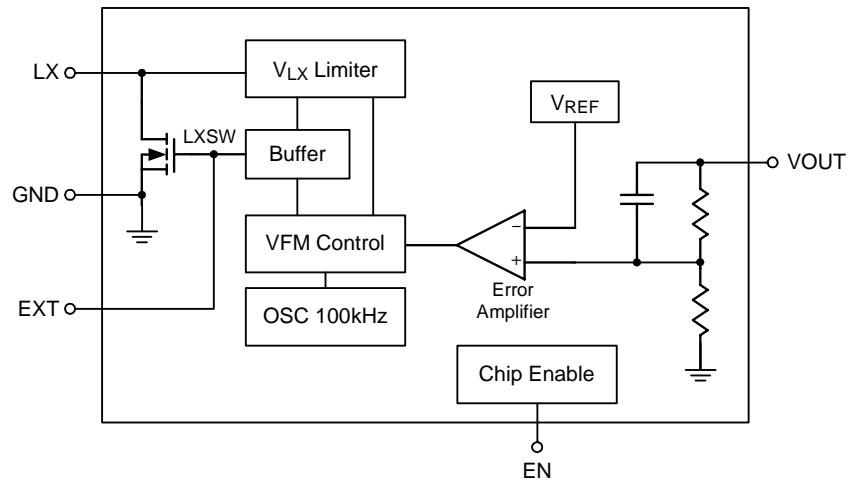 LX
VLX Limiter
VREF
LXSW
Buffer
VOUT
GND
VFM Control
−
+
Error
Amplifier
EXT
OSC 100kHz
Chip Enable
EN